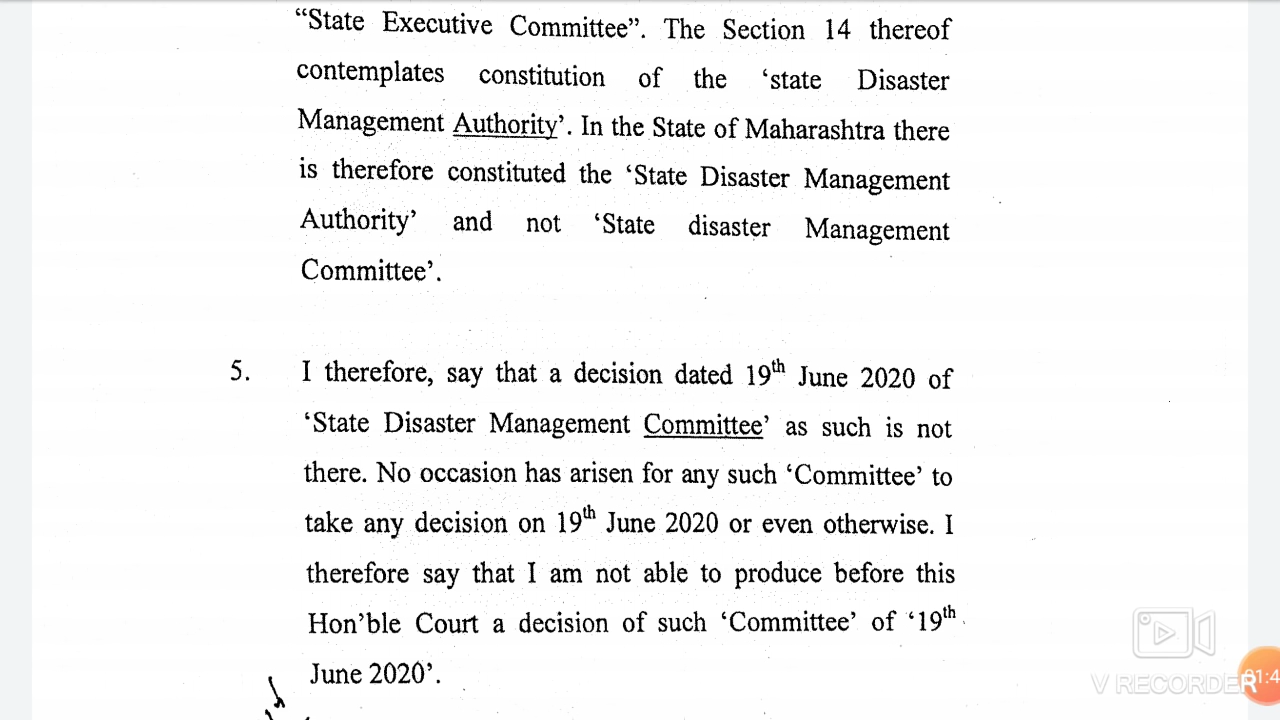 “State Executive Committee”. The Section 14 thereof
contemplates constitution of the ‘state Disaster
Management Authority’. In the State of Maharashtra there
is therefore constituted the ‘State Disaster Management
Authority’ and not ‘State disaster Management
Committee’.
5. I therefore, say that a decision dated 19th June 2020 of
‘State Disaster Management Committee’ as such is not
there. No occasion has arisen for any such ‘Committee’ to
take any decision on 19th June 2020 or even otherwise. I
therefore say that I am not able to produce before this
Hon’ble Court a decision of such ‘Committee’ of ‘19th
June 2020’.
V RECORDER